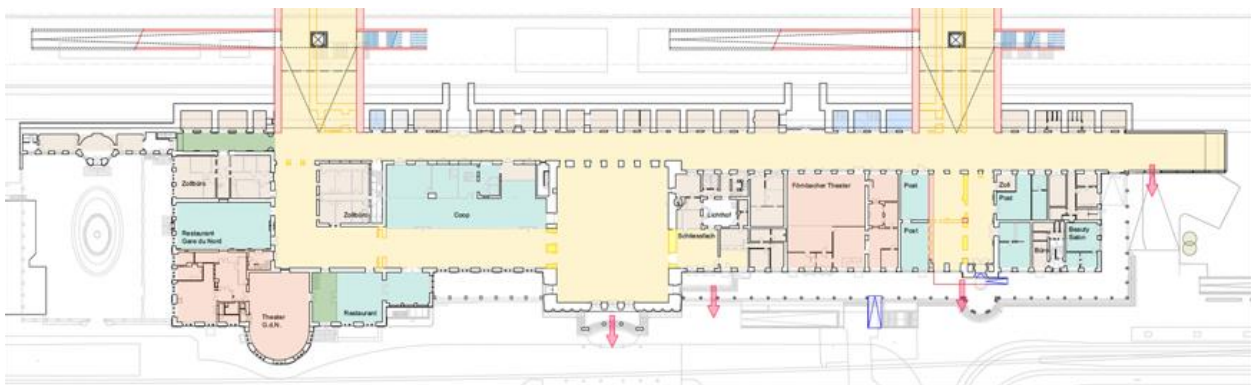 Zollbüro
Restaurant
Gare du Nord
Theater
G.d.N.
Zollbüro
Coop
Restaurant
Schliessfach
Lichthof
Förnbacher Theater
Post
Post
Zoll
Post
Büro
Beauty
Salon